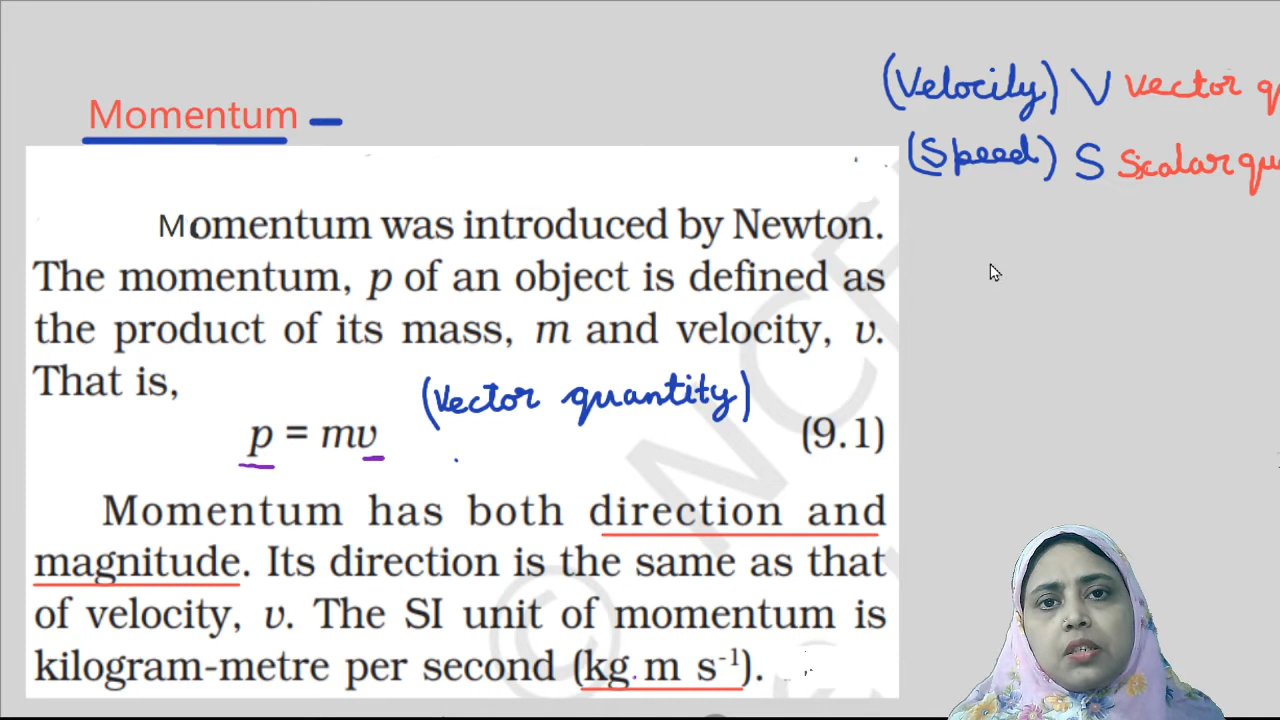 (Velocity) V vector
(Speed) S Scalar
Momentum –
Momentum was introduced by Newton.
The momentum, p of an object is defined as
the product of its mass, m and velocity, v.
That is,
(Vector quantity)
p = mv (9.1)
Momentum has both direction and
magnitude. Its direction is the same as that
of velocity, v. The SI unit of momentum is
kilogram-metre per second (kg m s⁻¹).